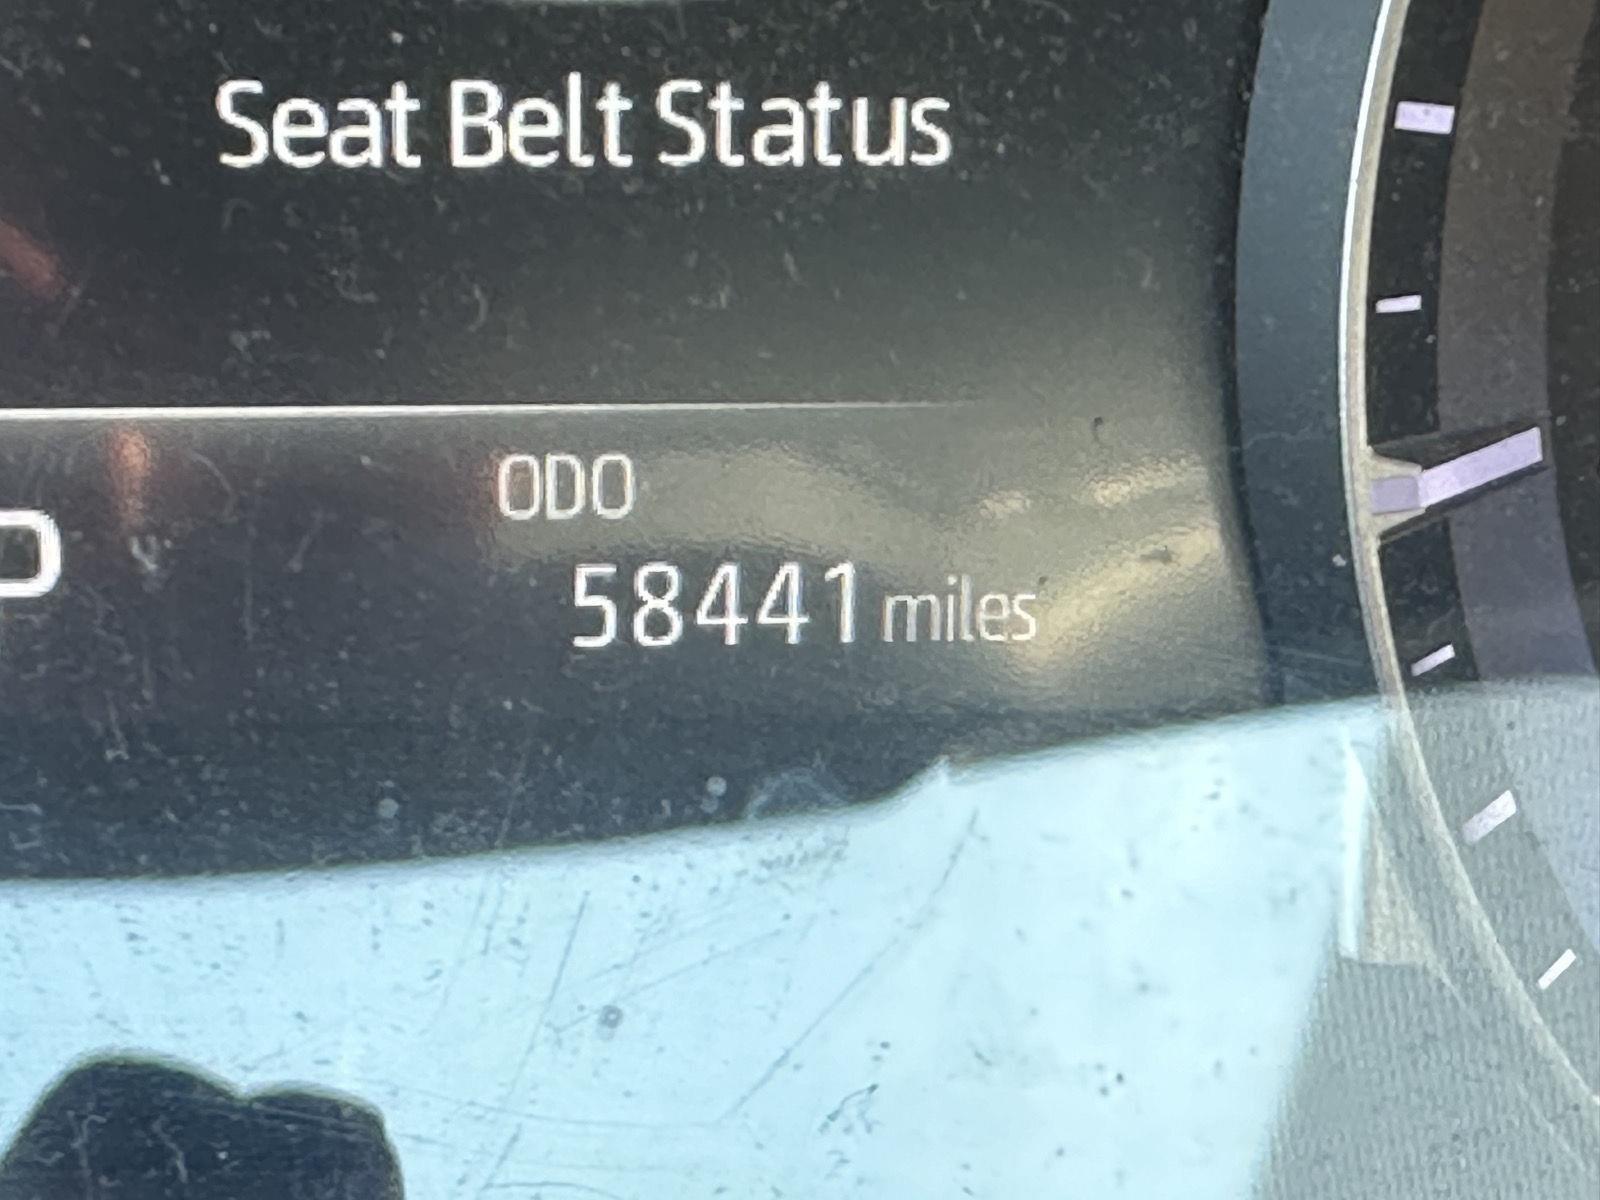 Seat Belt Status
ODO
58441 miles